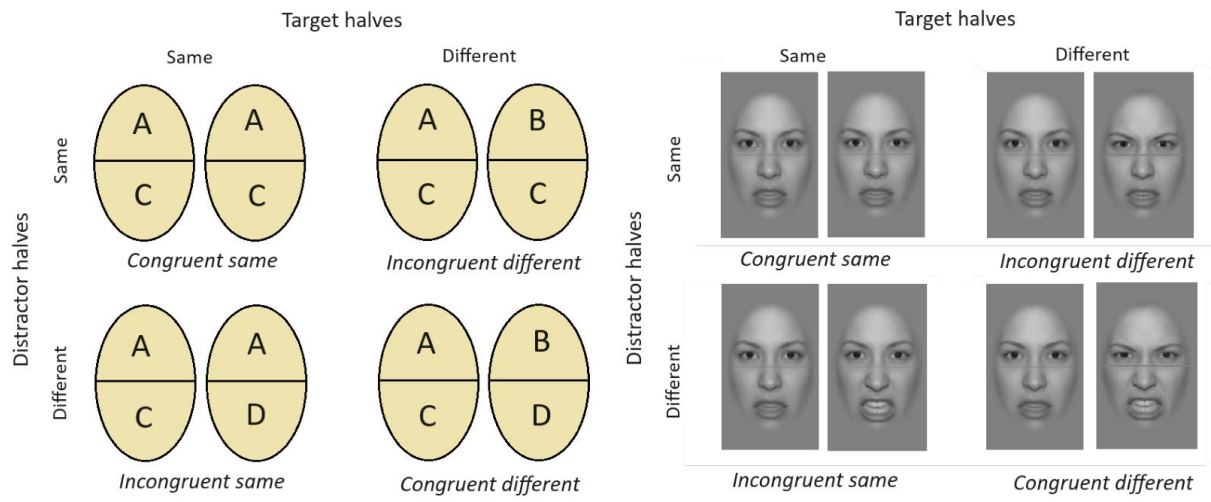 Target halves
Same Different
Same
A A A B
C C C C
Congruent same Incongruent different
Distractor halves
Different
A A A B
C D C D
Incongruent same Congruent different
Target halves
Same Different
Same
Congruent same Incongruent different
Distractor halves
Different
Incongruent same Congruent different